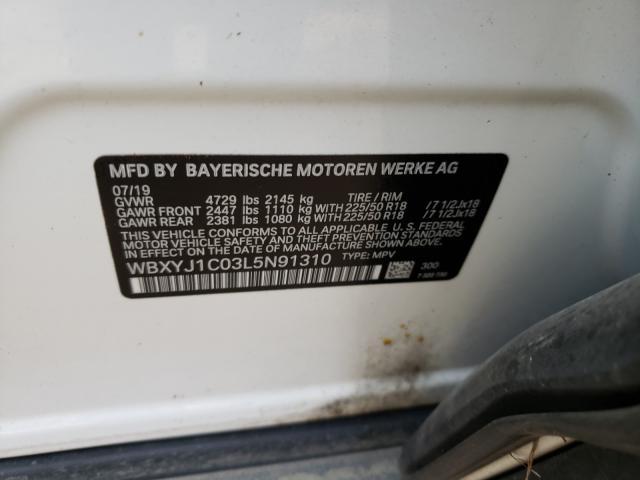 MFD BY BAYERISCHE MOTOREN WERKE AG
07/19
GVWR 4729 lbs 2145 kg TIRE / RIM
GAWR FRONT 2447 lbs 1110 kg WITH 225/50 R18 /7 1/2Jx18
GAWR REAR 2381 lbs 1080 kg WITH 225/50 R18 /7 1/2Jx18
THIS VEHICLE CONFORMS TO ALL APPLICABLE U.S. FEDERAL
MOTOR VEHICLE SAFETY AND THEFT PREVENTION STANDARDS
IN EFFECT ON THE DATE OF MANUFACTURE SHOWN ABOVE.
WBXYJ1C03L5N91310 TYPE: MPV
300